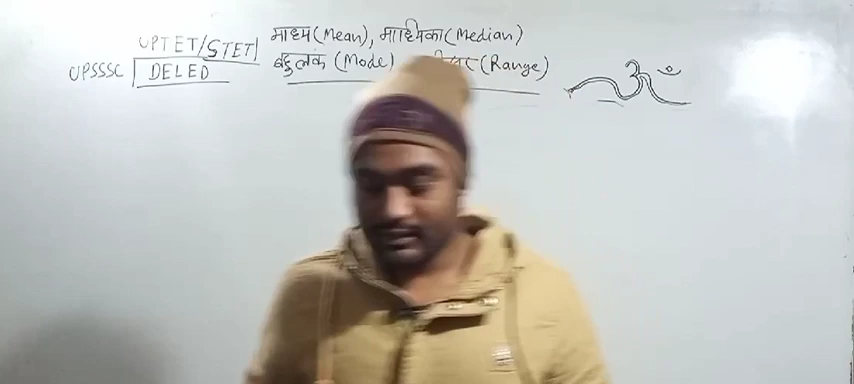 UPTET/STET
माध्य (Mean), माध्यिका (Median)
UPSSSC DELED
बहुलक (Mode) (Range)
ॐ